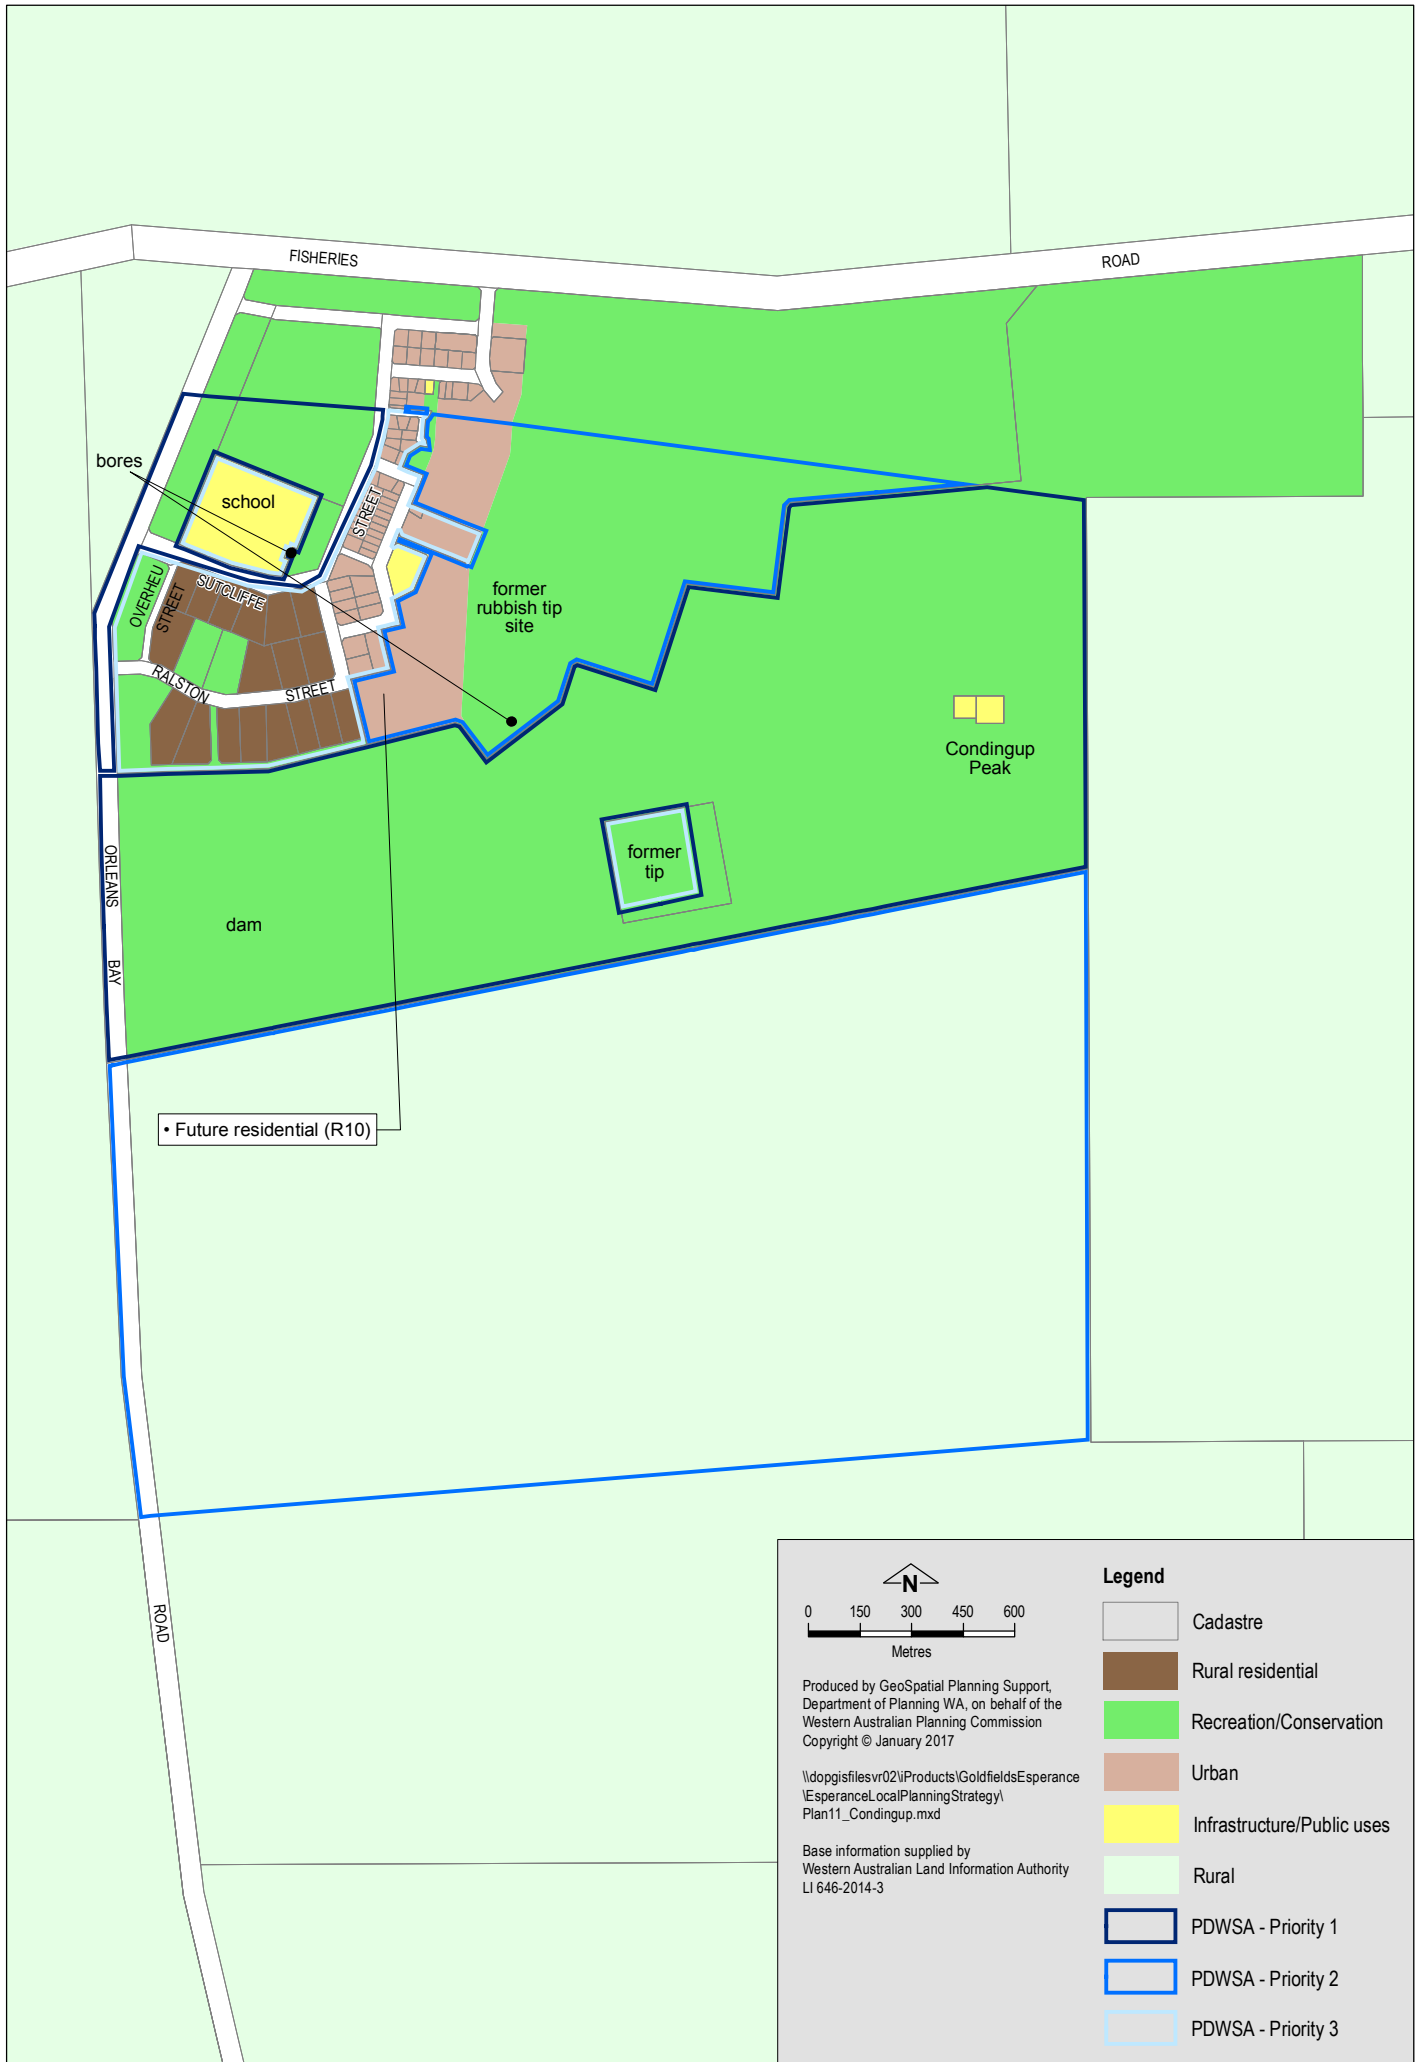 FISHERIES
ROAD
bores
school
STREET
OVERHEU
STREET
SUTCLIFFE
RALSTON
STREET
former
rubbish tip
site
Condingup
Peak
former
tip
ORLEANS
BAY
dam
• Future residential (R10)
ROAD
N
0 150 300 450 600
Metres
Produced by GeoSpatial Planning Support,
Department of Planning WA, on behalf of the
Western Australian Planning Commission
Copyright © January 2017
\\dopgisfilesvr02\iProducts\GoldfieldsEsperance
\EsperanceLocalPlanningStrategy\
Plan11_Condingup.mxd
Base information supplied by
Western Australian Land Information Authority
LI 646-2014-3
Legend
Cadastre
Rural residential
Recreation/Conservation
Urban
Infrastructure/Public uses
Rural
PDWSA - Priority 1
PDWSA - Priority 2
PDWSA - Priority 3